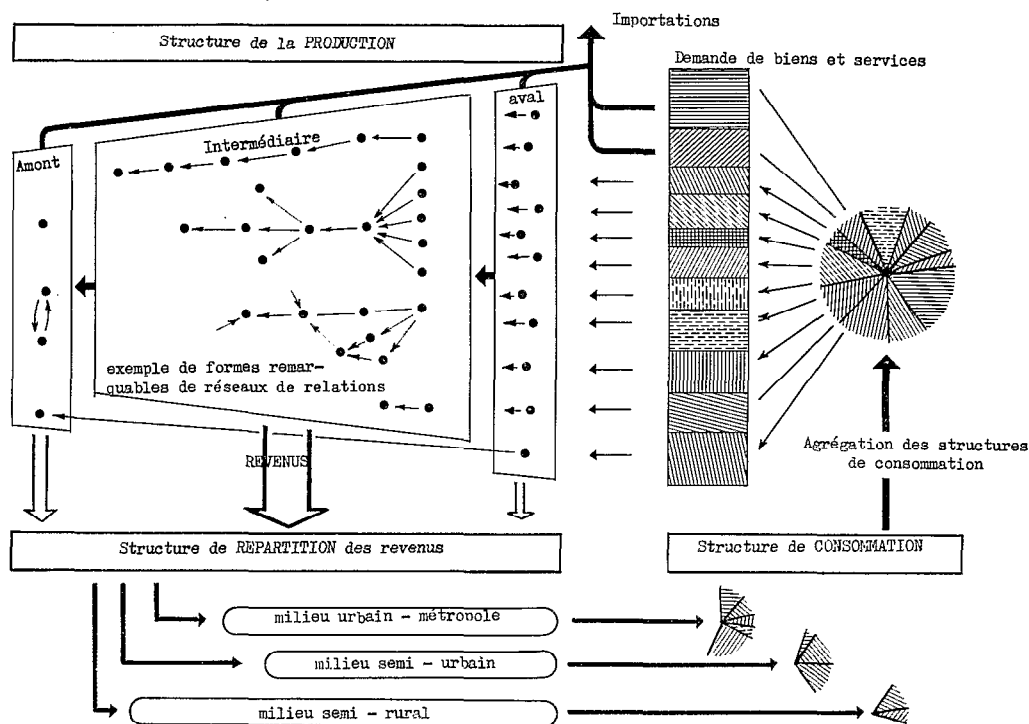 Importations
Structure de la PRODUCTION
Demande de biens et services
aval
Intermédiaire
Amont
exemple de formes remar-
quables de réseaux de relations
Agrégation des structures
de consommation
REVENUS
Structure de REPARTITION des revenus
Structure de CONSOMMATION
milieu urbain - métropole
milieu semi - urbain
milieu semi - rural